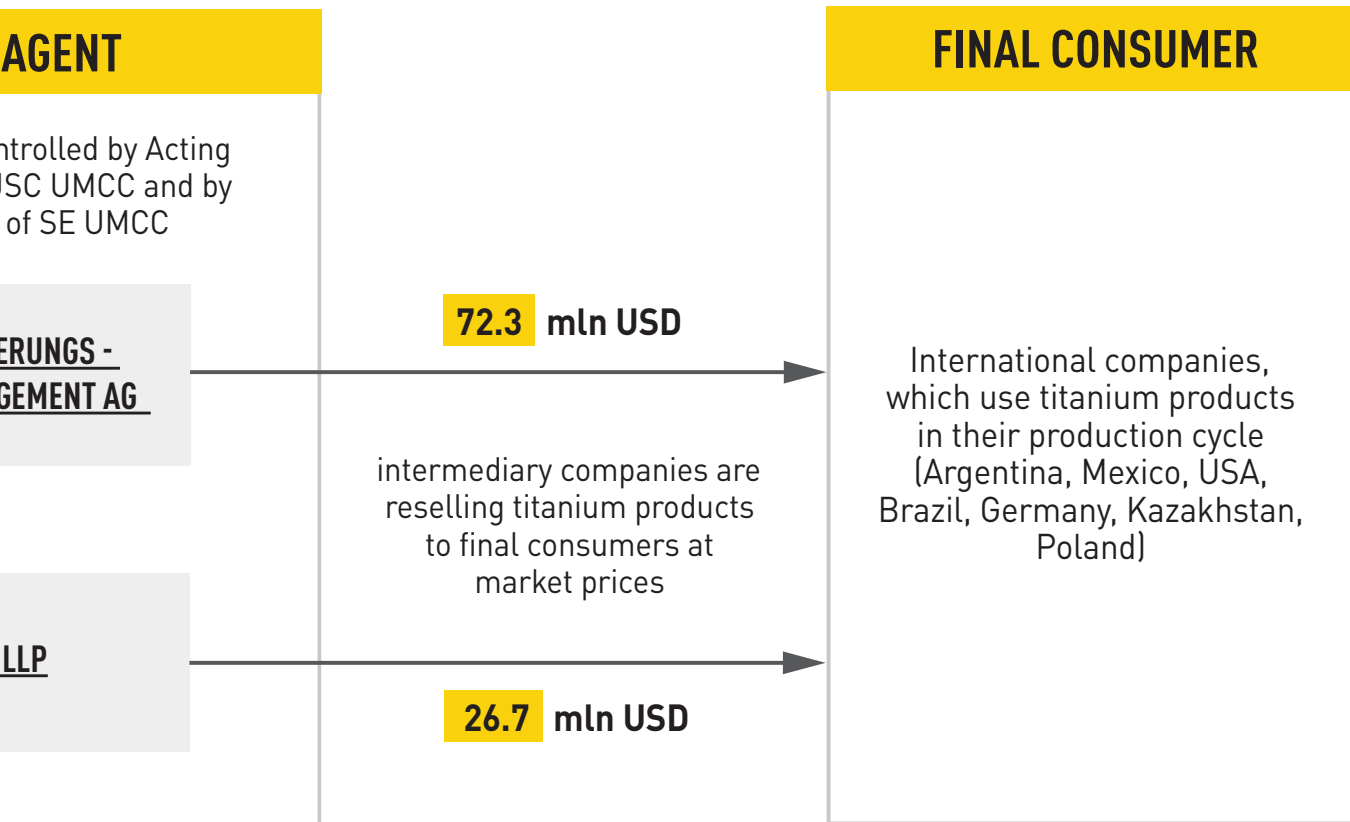 AGENT
ntrolled by Acting
USC UMCC and by
of SE UMCC
ERUNGS -
GEMENT AG
LLP
72.3 mln USD
intermediary companies are
reselling titanium products
to final consumers at
market prices
26.7 mln USD
FINAL CONSUMER
International companies,
which use titanium products
in their production cycle
(Argentina, Mexico, USA,
Brazil, Germany, Kazakhstan,
Poland)